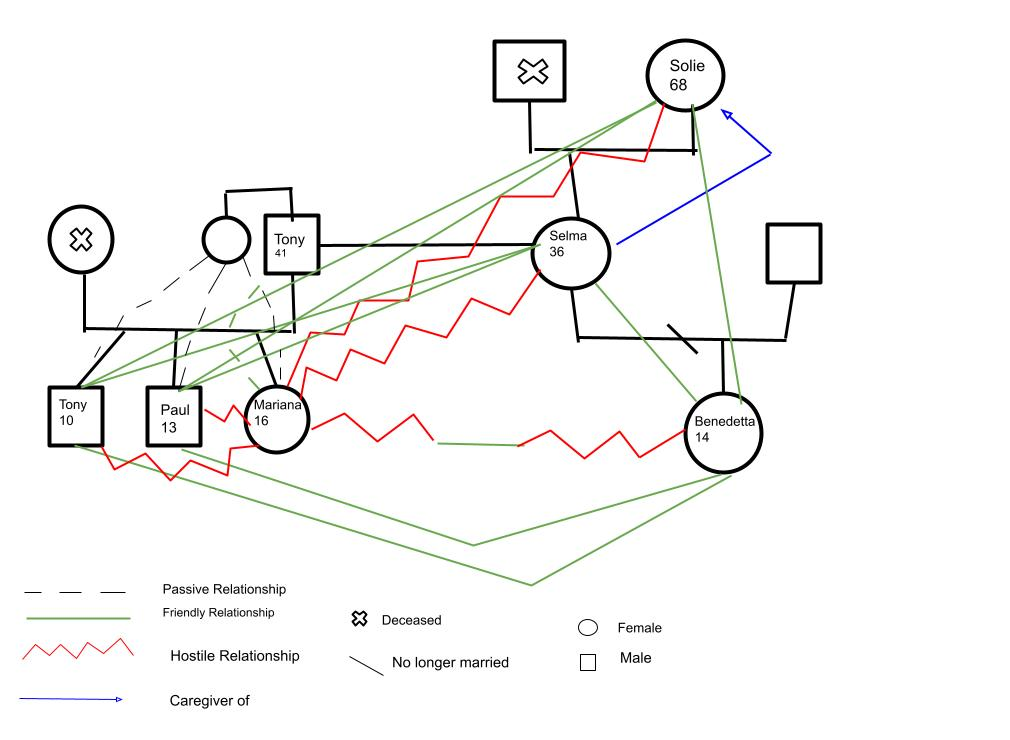 Solie
68
Tony
41
Selma
36
Tony
10
Paul
13
Mariana
16
Benedetta
14
Passive Relationship
Friendly Relationship
Hostile Relationship
Caregiver of
Deceased
No longer married
Female
Male